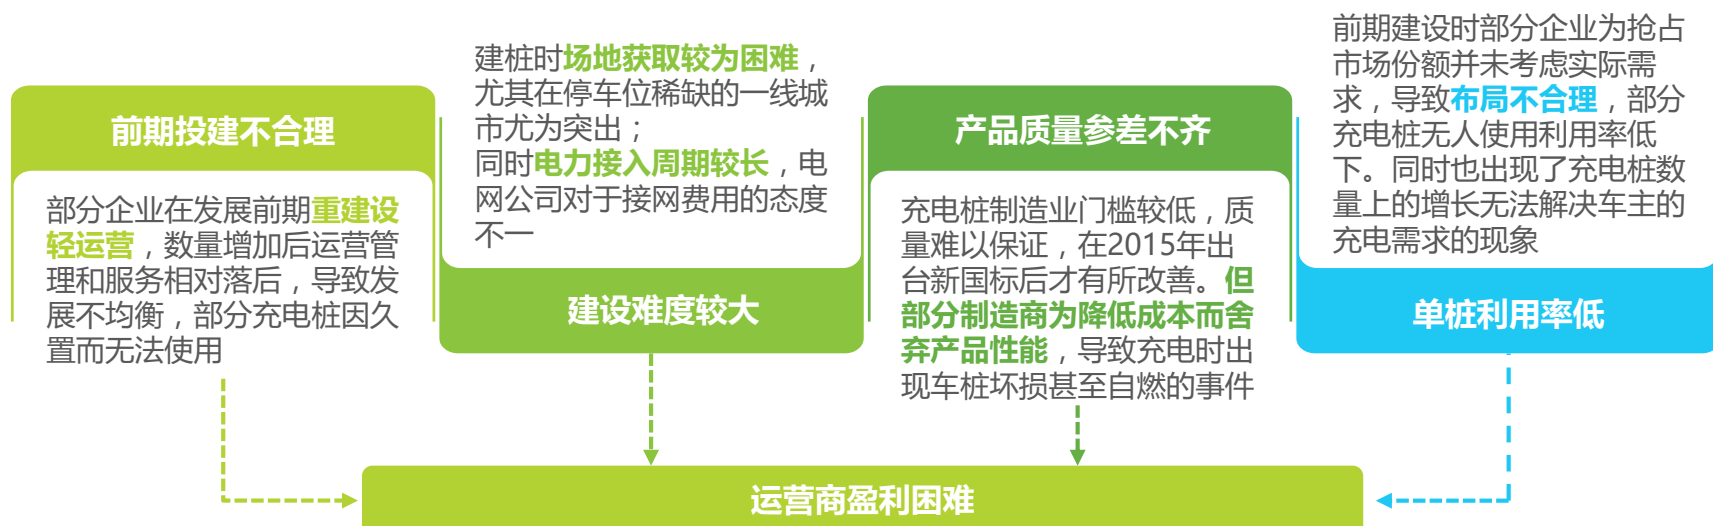 前期投建不合理
部分企业在发展前期重建设
轻运营，数量增加后运营管
理和服务相对落后，导致发
展不均衡，部分充电桩因久
置而无法使用
建桩时场地获取较为困难，
尤其在停车位稀缺的一线城
市尤为突出；
同时电力接入周期较长，电
网公司对于接网费用的态度
不一
建设难度较大
产品质量参差不齐
充电桩制造业门槛较低，质
量难以保证，在2015年出
台新国标后才有所改善。但
部分制造商为降低成本而舍
弃产品性能，导致充电时出
现车桩坏损甚至自燃的事件
前期建设时部分企业为抢占
市场份额并未考虑实际需
求，导致布局不合理，部分
充电桩无人使用利用率低
下。同时也出现了充电桩数
量上的增长无法解决车主的
充电需求的现象
单桩利用率低
运营商盈利困难